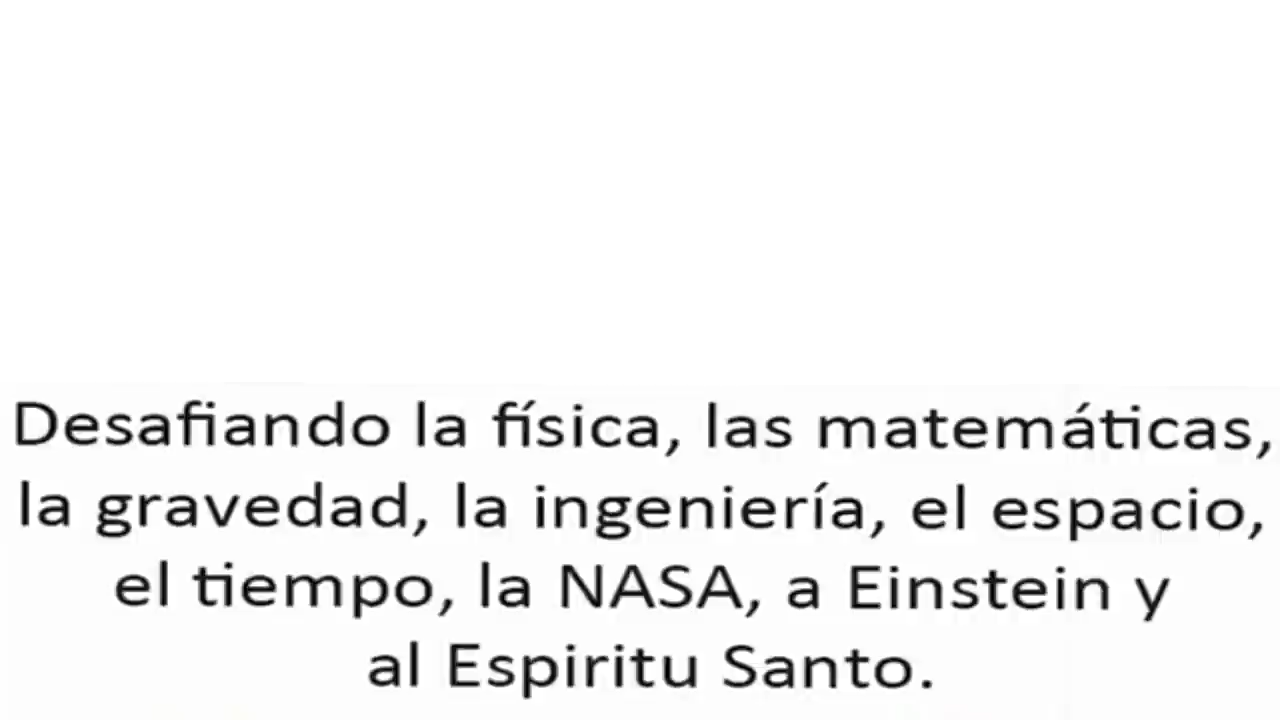 Desafiando la física, las matemáticas,
la gravedad, la ingeniería, el espacio,
el tiempo, la NASA, a Einstein y
al Espiritu Santo.